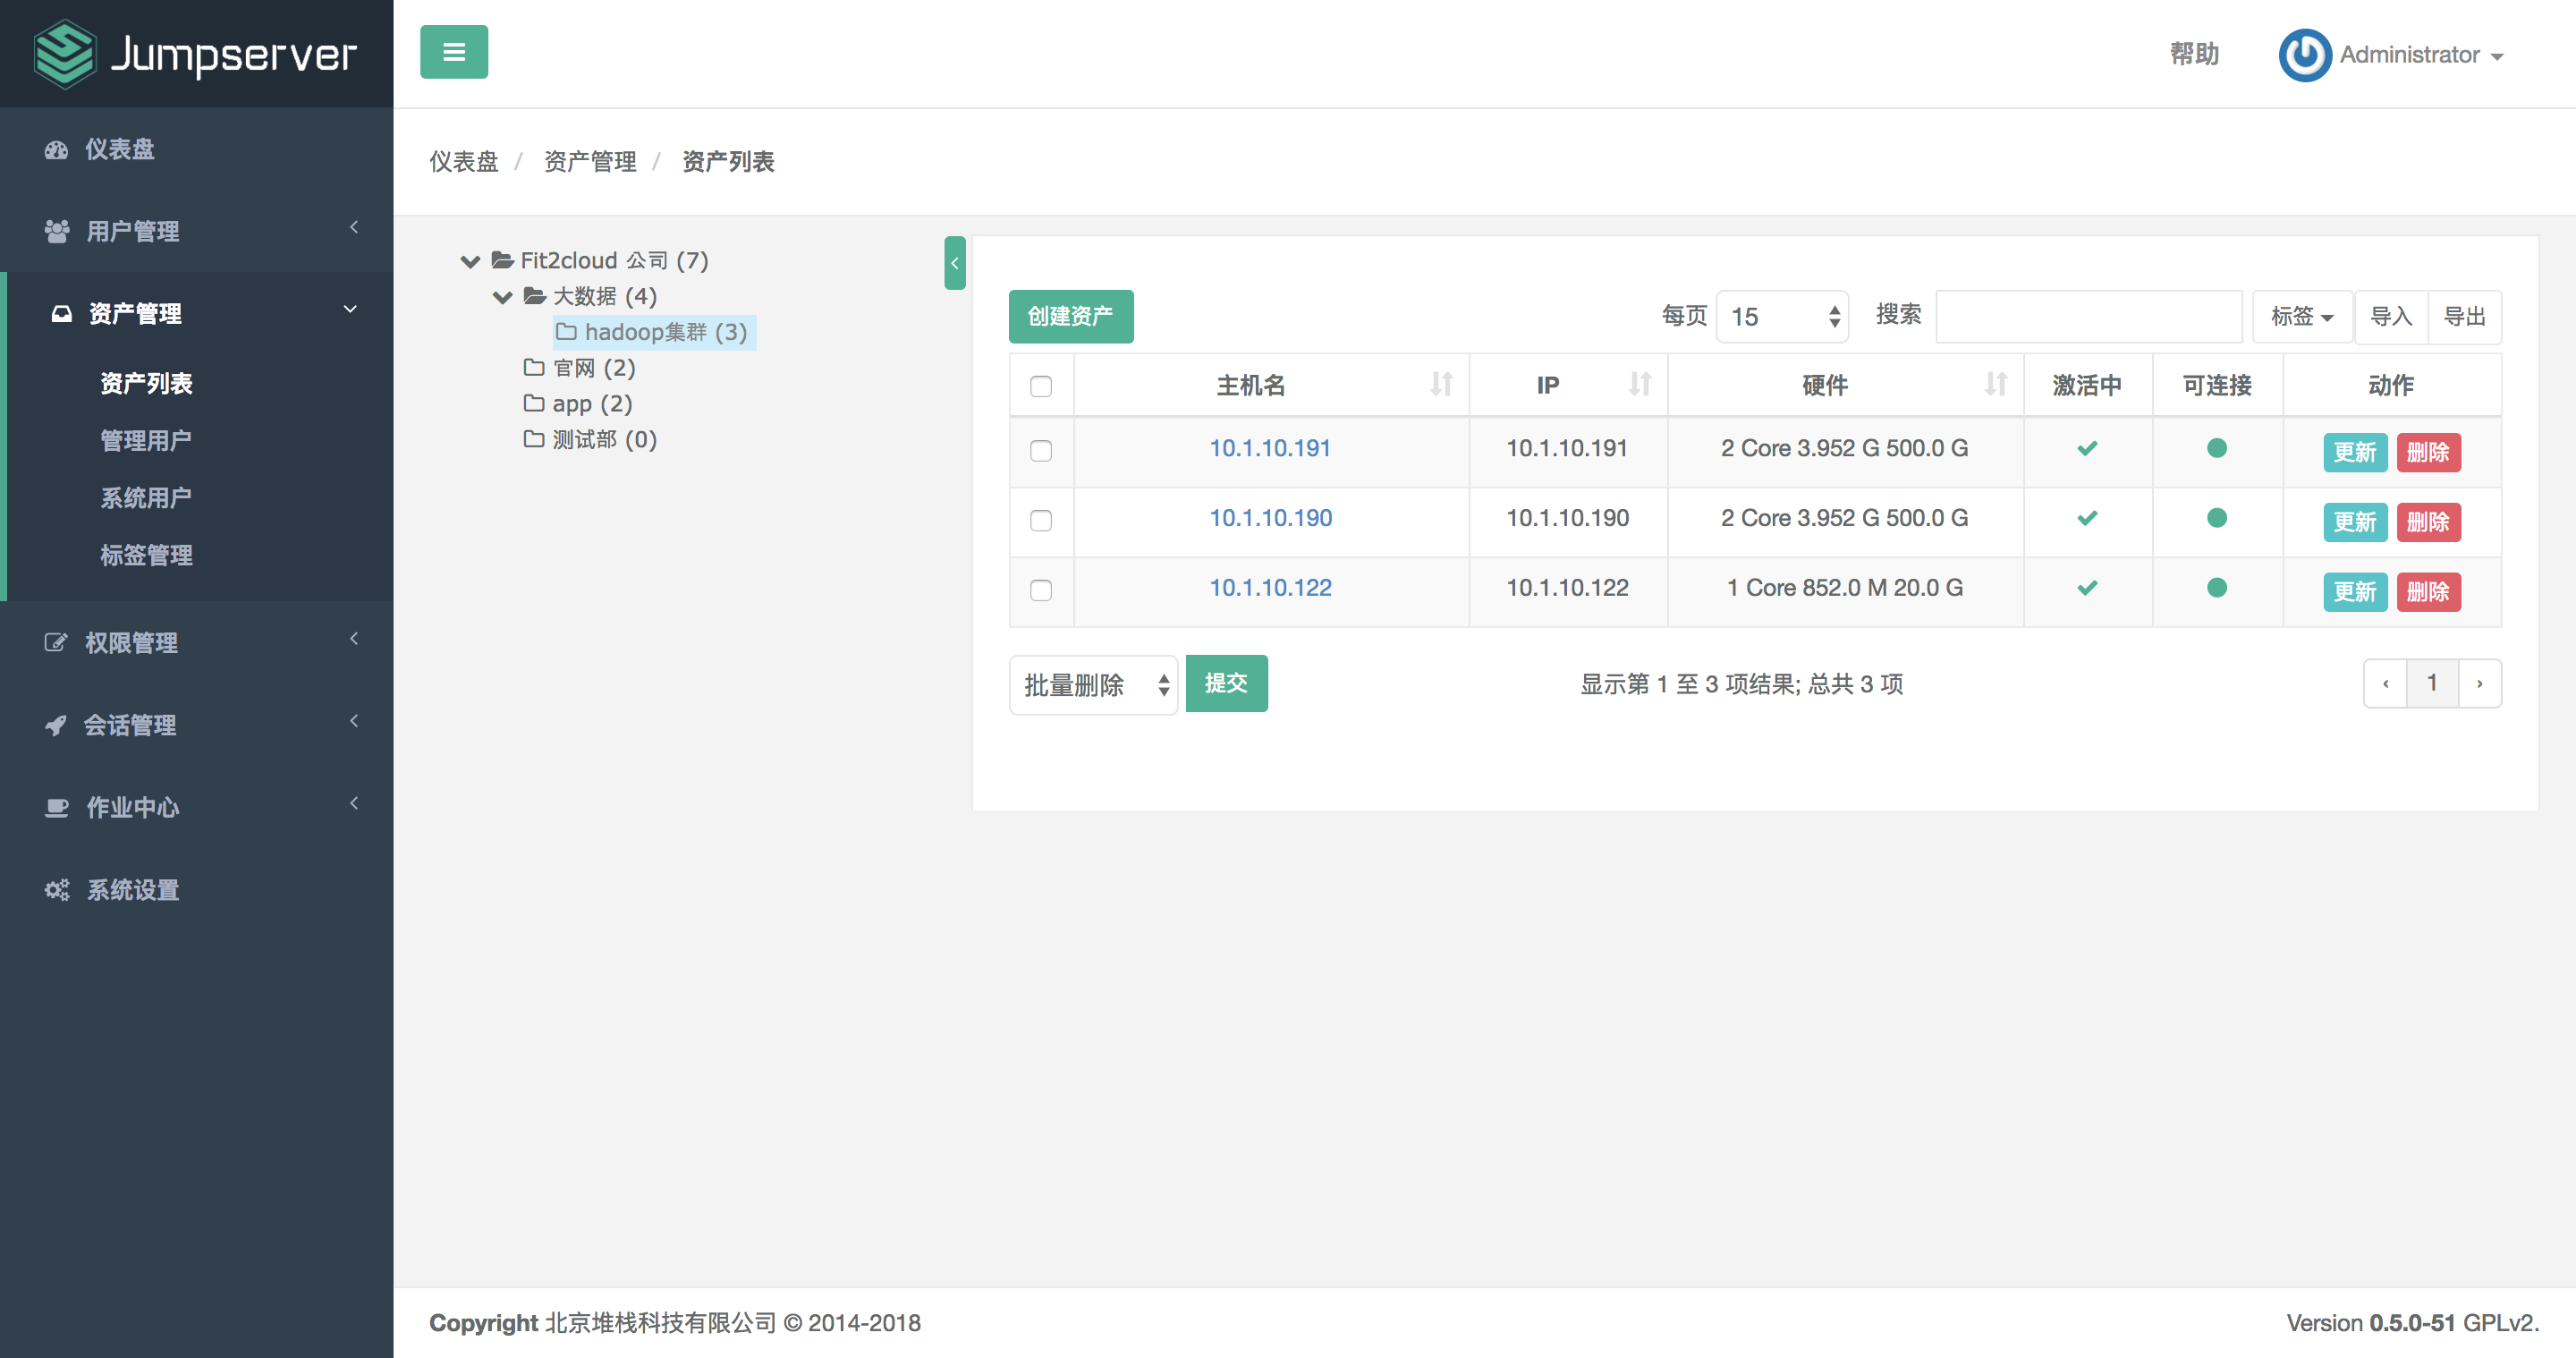 Jumpserver
帮助
Administrator
仪表盘
用户管理
资产管理
资产列表
管理用户
系统用户
标签管理
权限管理
会话管理
作业中心
系统设置
仪表盘 / 资产管理 / 资产列表
Fit2cloud 公司 (7)
大数据 (4)
hadoop集群 (3)
官网 (2)
app (2)
测试部 (0)
创建资产 每页 15 搜索 标签 导入 导出
主机名 IP 硬件 激活中 可连接 动作
10.1.10.191 10.1.10.191 2 Core 3.952 G 500.0 G 更新 删除
10.1.10.190 10.1.10.190 2 Core 3.952 G 500.0 G 更新 删除
10.1.10.122 10.1.10.122 1 Core 852.0 M 20.0 G 更新 删除
批量删除 提交 显示第 1 至 3 项结果; 总共 3 项 ‹ 1 ›
Copyright 北京堆栈科技有限公司 © 2014-2018
Version 0.5.0-51 GPLv2.